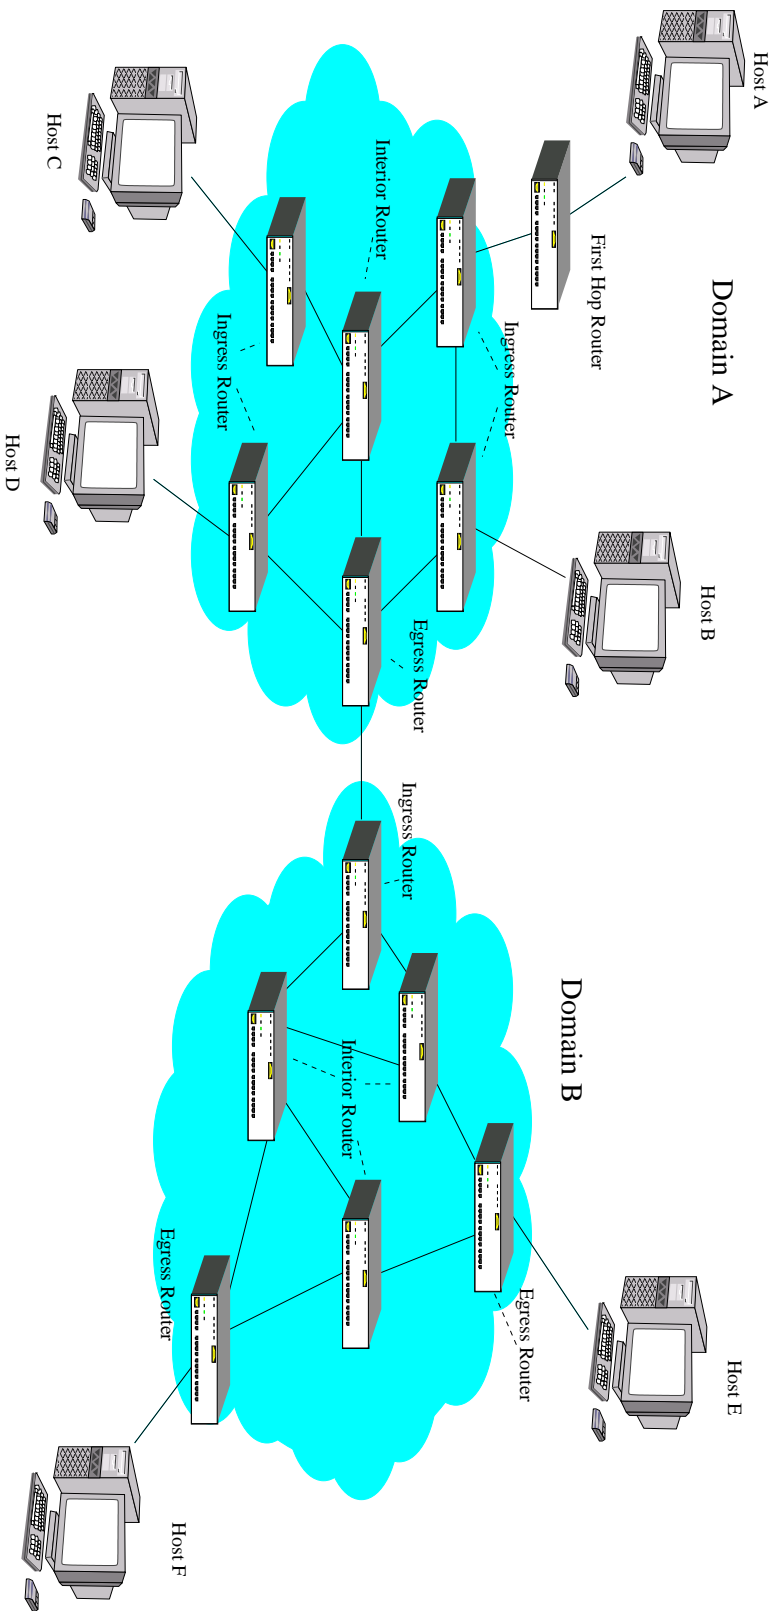 Host A
First Hop Router
Domain A
Host B
Ingress Router
Interior Router
Egress Router
Ingress Router
Host C
Host D
Domain B
Host E
Ingress Router
Interior Router
Egress Router
Egress Router
Host F